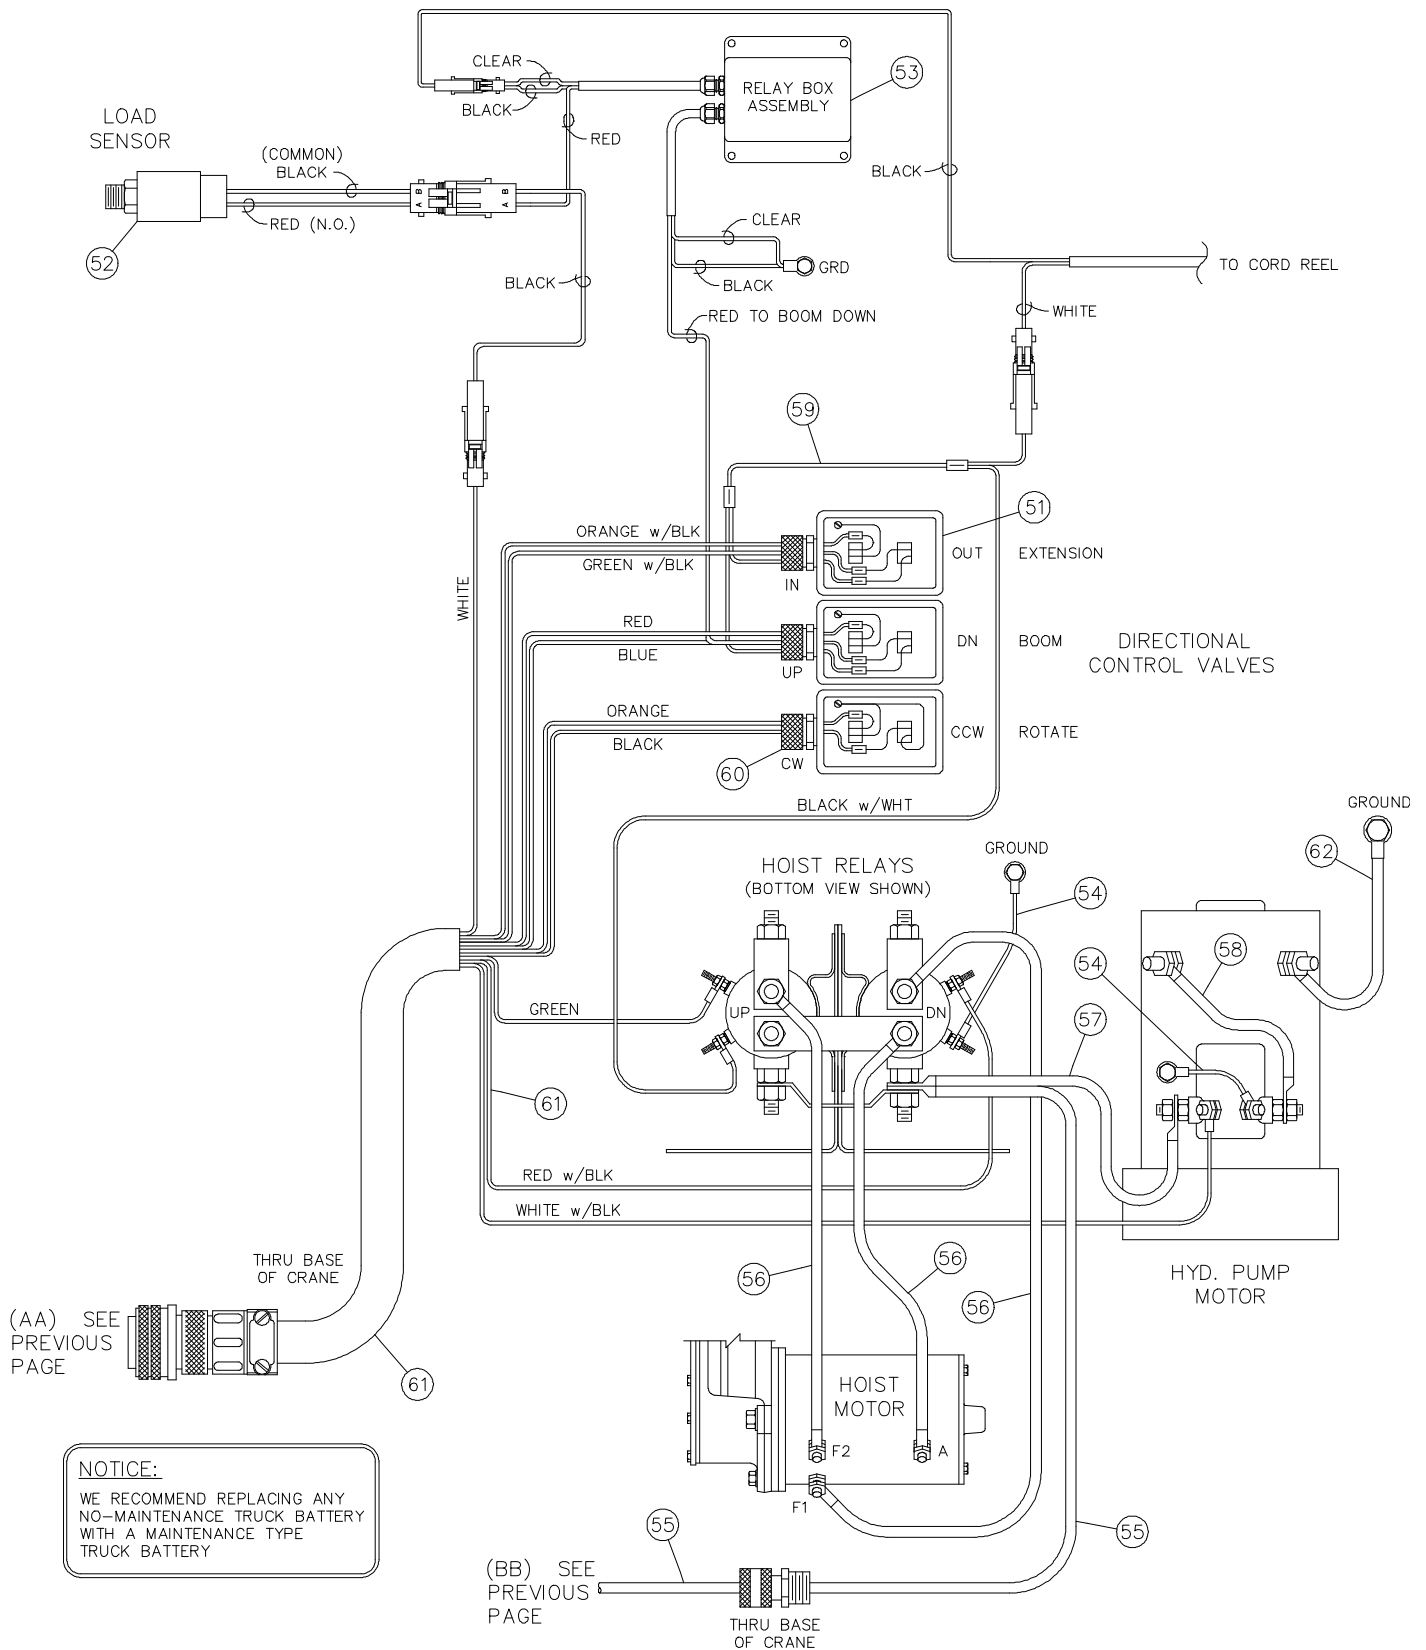 CLEAR
BLACK
RELAY BOX
ASSEMBLY
53
LOAD
SENSOR
RED
(COMMON)
BLACK
B
A
B
A
RED (N.O.)
52
BLACK
CLEAR
GRD
BLACK
TO CORD REEL
BLACK
RED TO BOOM DOWN
WHITE
59
51
ORANGE w/BLK
GREEN w/BLK
IN
OUT
EXTENSION
WHITE
RED
BLUE
UP
DN
BOOM
DIRECTIONAL
CONTROL VALVES
ORANGE
BLACK
CW
CCW
ROTATE
60
BLACK w/WHT
GROUND
62
HOIST RELAYS
(BOTTOM VIEW SHOWN)
GROUND
54
58
54
57
GREEN
UP
DN
61
RED w/BLK
WHITE w/BLK
THRU BASE
OF CRANE
56
56
56
HYD. PUMP
MOTOR
(AA) SEE
PREVIOUS
PAGE
61
HOIST
MOTOR
F2
A
F1
NOTICE:
WE RECOMMEND REPLACING ANY
NO-MAINTENANCE TRUCK BATTERY
WITH A MAINTENANCE TYPE
TRUCK BATTERY
55
55
(BB) SEE
PREVIOUS
PAGE
THRU BASE
OF CRANE